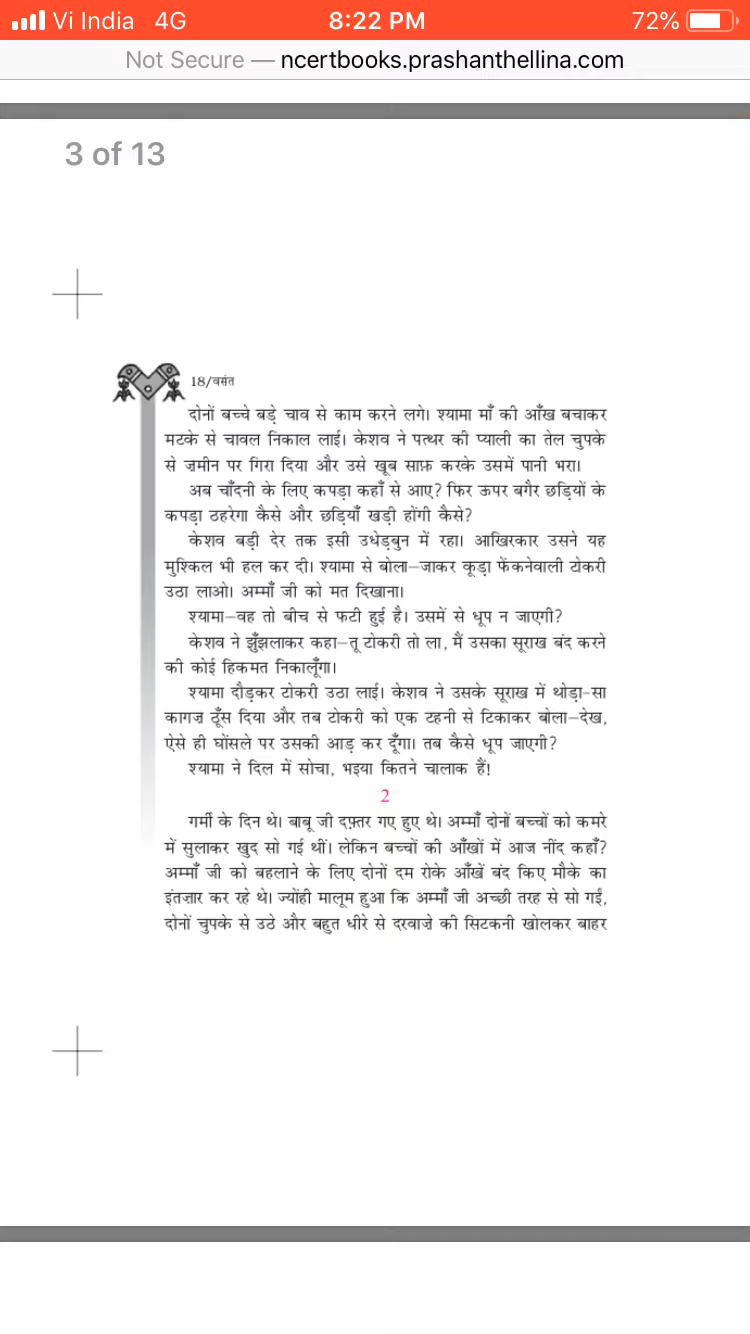 Vi India 4G 8:22 PM 72%
Not Secure — ncertbooks.prashanthellina.com
3 of 13
18/वसंत
दोनों बच्चे बड़े चाव से काम करने लगे। श्यामा माँ की आँख बचाकर
मटके से चावल निकाल लाई। केशव ने पत्थर की प्याली का तेल चुपके
से ज़मीन पर गिरा दिया और उसे खूब साफ़ करके उसमें पानी भरा।
अब चाँदनी के लिए कपड़ा कहाँ से आए? फिर ऊपर बगैर छड़ियों के
कपड़ा ठहरेगा कैसे और छड़ियाँ खड़ी होंगी कैसे?
केशव बड़ी देर तक इसी उधेड़बुन में रहा। आखिरकार उसने यह
मुश्किल भी हल कर दी। श्यामा से बोला–जाकर कूड़ा फेंकनेवाली टोकरी
उठा लाओ। अम्माँ जी को मत दिखाना।
श्यामा–वह तो बीच से फटी हुई है। उसमें से धूप न जाएगी?
केशव ने झुँझलाकर कहा–तू टोकरी तो ला, मैं उसका सूराख बंद करने
की कोई हिकमत निकालूँगा।
श्यामा दौड़कर टोकरी उठा लाई। केशव ने उसके सूराख में थोड़ा-सा
कागज़ ठूँस दिया और तब टोकरी को एक टहनी से टिकाकर बोला–देख,
ऐसे ही घोंसले पर उसकी आड़ कर दूँगा। तब कैसे धूप जाएगी?
श्यामा ने दिल में सोचा, भइया कितने चालाक हैं!
2
गर्मी के दिन थे। बाबू जी दफ़्तर गए हुए थे। अम्माँ दोनों बच्चों को कमरे
में सुलाकर खुद सो गई थीं। लेकिन बच्चों की आँखों में आज नींद कहाँ?
अम्माँ जी को बहलाने के लिए दोनों दम रोके आँखें बंद किए मौके का
इंतज़ार कर रहे थे। ज्योंही मालूम हुआ कि अम्माँ जी अच्छी तरह से सो गईं,
दोनों चुपके से उठे और बहुत धीरे से दरवाज़े की सिटकनी खोलकर बाहर